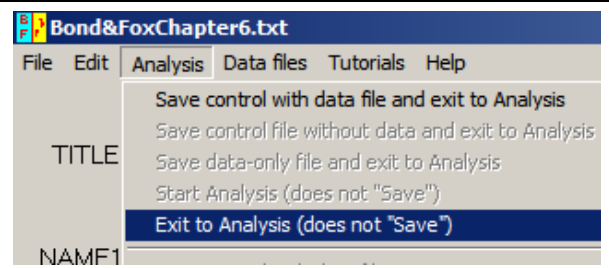 B F Bond&FoxChapter6.txt
File Edit Analysis Data files Tutorials Help
Save control with data file and exit to Analysis
Save control file without data and exit to Analysis
TITLE
Save data-only file and exit to Analysis
Start Analysis (does not "Save")
Exit to Analysis (does not "Save")
NAME1